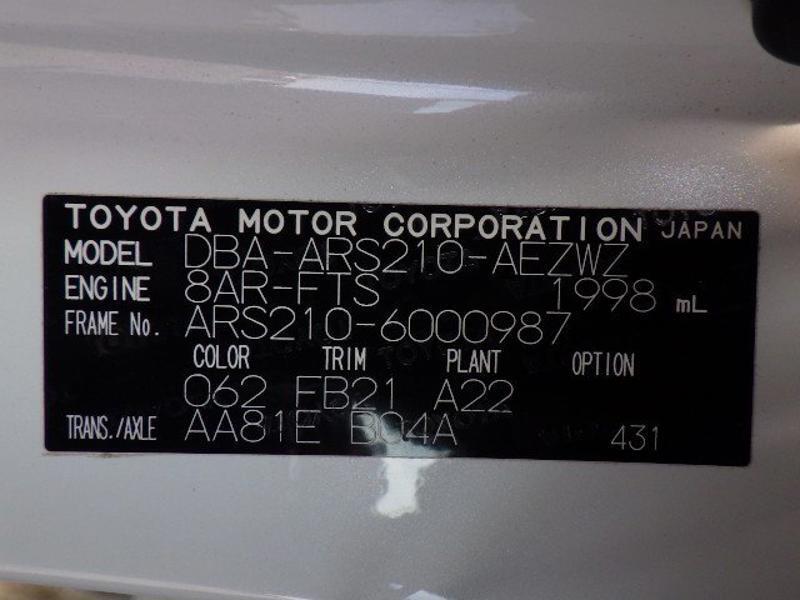 TOYOTA MOTOR CORPORATION JAPAN
MODEL DBA-ARS210-AEZWZ
ENGINE 8AR-FTS 1998 mL
FRAME No. ARS210-6000987
COLOR TRIM PLANT OPTION
062 FB21 A22
TRANS./AXLE AA81E B04A 431